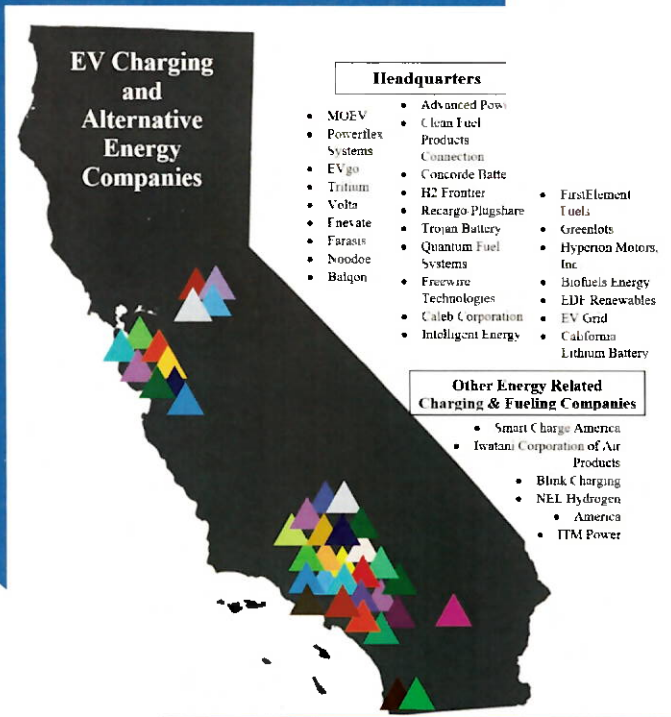 EV Charging
and
Alternative
Energy
Companies
Headquarters
• MOEV
• Powerflex
Systems
• EVgo
• Tritium
• Volta
• Enevate
• Farasis
• Noodoe
• Balqon
• Advanced
• Clean Fuel
Products
Connection
• Concorde
• H2 Frontier
• Recargo-Plugshare
• Trojan Battery
• Quantum Fuel
Systems
• Freewire
Technologies
• Caleb Corporation
• Intelligent Energy
• FirstElement
Fuels
• Greenlots
• Hyperion Motors,
Inc.
• Biofuels Energy
• EDF Renewables
• EV Grid
• California
Lithium Battery
Other Energy Related
Charging & Fueling Companies
• Smart Charge America
• Iwatani Corporation of Air
Products
• Blink Charging
• NEL Hydrogen
• America
• ITM Power